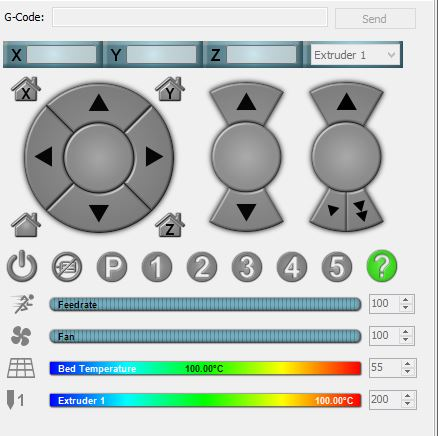 G-Code: Send
X Y Z Extruder 1
X Y
Z
P 1 2 3 4 5 ?
Feedrate 100
Fan 100
Bed Temperature 100.00°C 55
1 Extruder 1 100.00°C 200